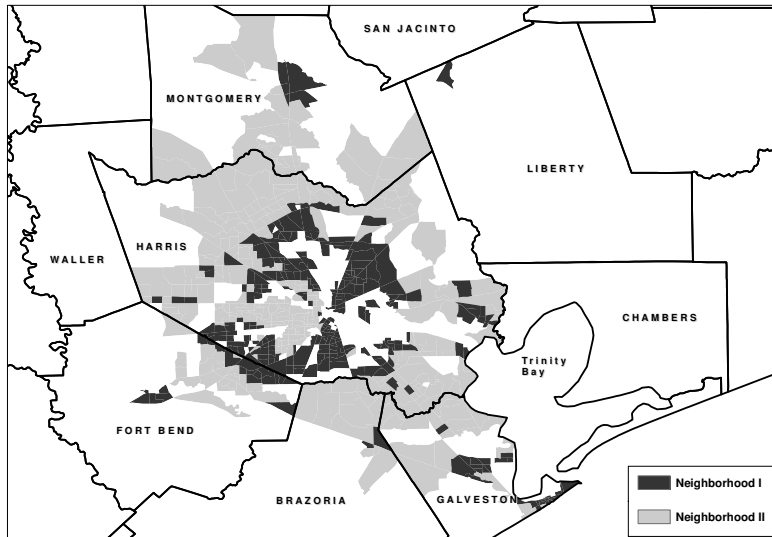 SAN JACINTO
MONTGOMERY
LIBERTY
HARRIS
WALLER
CHAMBERS
Trinity
Bay
FORT BEND
BRAZORIA
GALVESTON
Neighborhood I
Neighborhood II